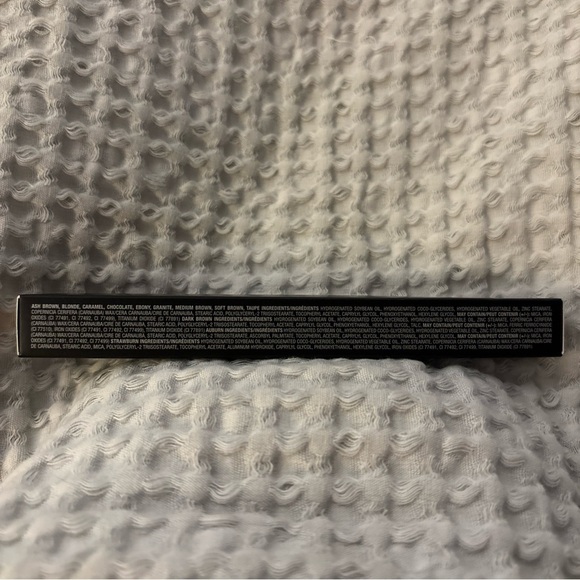 ASH BROWN, BLONDE, CARAMEL, CHOCOLATE, EBONY, GRANITE, MEDIUM BROWN, SOFT BROWN, TAUPE INGREDIENTS/INGRÉDIENTS: HYDROGENATED SOYBEAN OIL, HYDROGENATED COCO-GLYCERIDES, HYDROGENATED VEGETABLE OIL, ZINC STEARATE,
COPERNICIA CERIFERA (CARNAUBA) WAX/CERA CARNAUBA/CIRE DE CARNAUBA, STEARIC ACID, POLYGLYCERYL-2 TRIISOSTEARATE, TOCOPHERYL ACETATE, CAPRYLYL GLYCOL, PHENOXYETHANOL, HEXYLENE GLYCOL. MAY CONTAIN/PEUT CONTENIR (+/-): MICA, IRON
OXIDES (CI 77491, CI 77492, CI 77499), TITANIUM DIOXIDE (CI 77891) DARK BROWN INGREDIENTS/INGRÉDIENTS: HYDROGENATED SOYBEAN OIL, HYDROGENATED COCO-GLYCERIDES, HYDROGENATED VEGETABLE OIL, ZINC STEARATE, COPERNICIA CERIFERA
(CARNAUBA) WAX/CERA CARNAUBA/CIRE DE CARNAUBA, STEARIC ACID, POLYGLYCERYL-2 TRIISOSTEARATE, TOCOPHERYL ACETATE, CAPRYLYL GLYCOL, PHENOXYETHANOL, HEXYLENE GLYCOL, TALC. MAY CONTAIN/PEUT CONTENIR (+/-): MICA, FERRIC FERROCYANIDE
(CI 77510), IRON OXIDES (CI 77491, CI 77492, CI 77499), TITANIUM DIOXIDE (CI 77891) AUBURN INGREDIENTS/INGRÉDIENTS: HYDROGENATED SOYBEAN OIL, HYDROGENATED COCO-GLYCERIDES, HYDROGENATED VEGETABLE OIL, ZINC STEARATE, COPERNICIA CERIFERA
(CARNAUBA) WAX/CERA CARNAUBA/CIRE DE CARNAUBA, STEARIC ACID, POLYGLYCERYL-2 TRIISOSTEARATE, TOCOPHERYL ACETATE, CAPRYLYL GLYCOL, PHENOXYETHANOL, HEXYLENE GLYCOL. MAY CONTAIN/PEUT CONTENIR (+/-): MICA, IRON
OXIDES (CI 77491, CI 77492, CI 77499) STRAWBURN INGREDIENTS/INGRÉDIENTS: HYDROGENATED SOYBEAN OIL, HYDROGENATED COCO-GLYCERIDES, HYDROGENATED VEGETABLE OIL, ZINC STEARATE, COPERNICIA CERIFERA (CARNAUBA) WAX/CERA CARNAUBA/CIRE
DE CARNAUBA, STEARIC ACID, MICA, POLYGLYCERYL-2 TRIISOSTEARATE, TOCOPHERYL ACETATE, ALUMINUM HYDROXIDE, CAPRYLYL GLYCOL, PHENOXYETHANOL, HEXYLENE GLYCOL, IRON OXIDES (CI 77491, CI 77492, CI 77499), TITANIUM DIOXIDE (CI 77891)